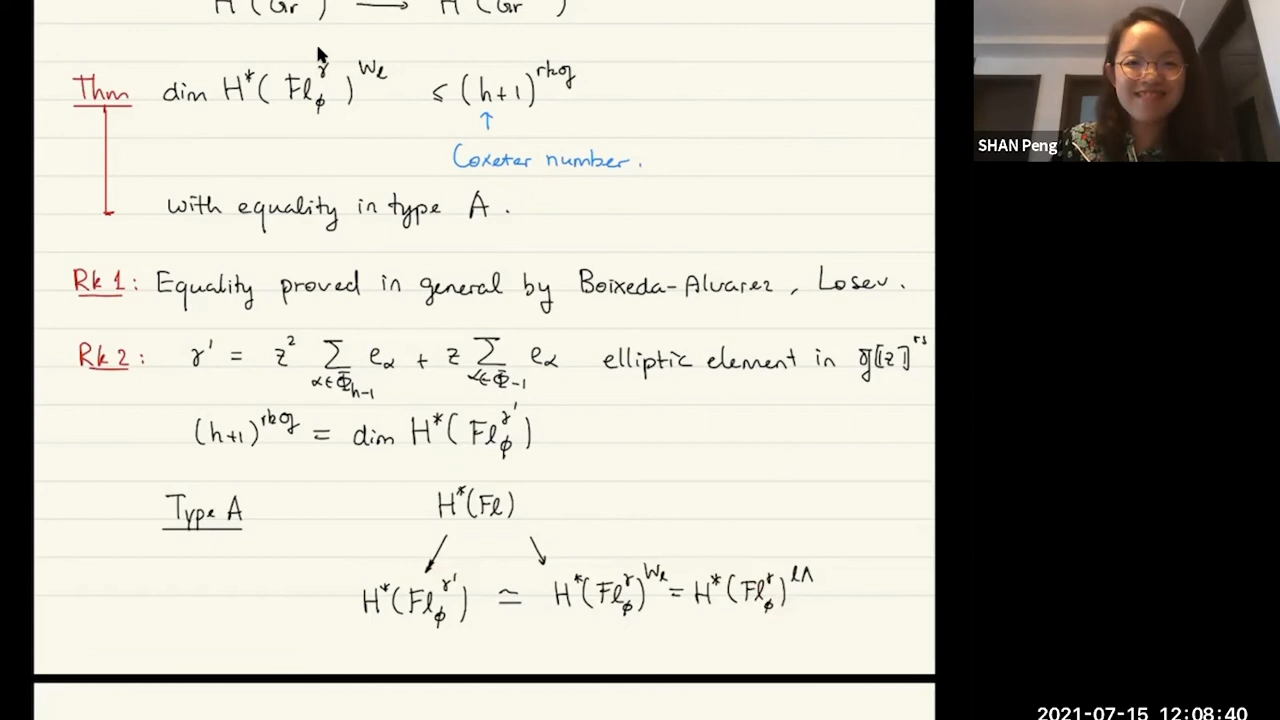 H*(Gr ) ⟶ H*(Gr )
Thm dim H*( Fl_ϕ^γ )^{W_ℓ} ≤ (h+1)^{rk g}
↑
Coxeter number.
with equality in type A.
Rk 1: Equality proved in general by Boixeda-Alvarez, Losev.
Rk 2: γ' = z² ∑_{α∈Φ_{h-1}} e_α + z ∑_{α∈Φ_{-1}} e_α elliptic element in g[z]^{rs}
(h+1)^{rk g} = dim H*( Fl_ϕ^{γ'} )
Type A H*(Fl)
↙ ↘
H*(Fl_ϕ^{γ'}) ≃ H*(Fl_ϕ^γ)^{W_ℓ} = H*(Fl_ϕ^γ)^{ℓΛ}
SHAN Peng
2021-07-15 12:08:40